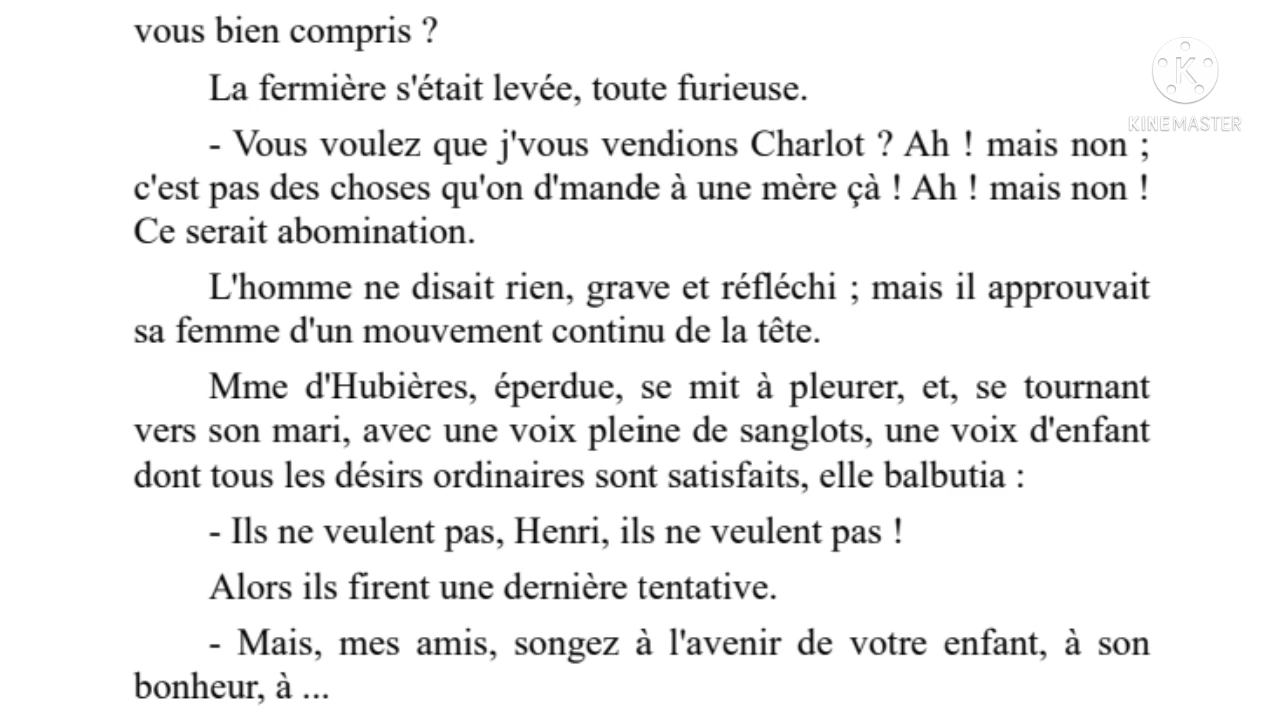 vous bien compris ?
La fermière s'était levée, toute furieuse.
- Vous voulez que j'vous vendions Charlot ? Ah ! mais non ;
c'est pas des choses qu'on d'mande à une mère çà ! Ah ! mais non !
Ce serait abomination.
L'homme ne disait rien, grave et réfléchi ; mais il approuvait
sa femme d'un mouvement continu de la tête.
Mme d'Hubières, éperdue, se mit à pleurer, et, se tournant
vers son mari, avec une voix pleine de sanglots, une voix d'enfant
dont tous les désirs ordinaires sont satisfaits, elle balbutia :
- Ils ne veulent pas, Henri, ils ne veulent pas !
Alors ils firent une dernière tentative.
- Mais, mes amis, songez à l'avenir de votre enfant, à son
bonheur, à ...
K
KINEMASTER